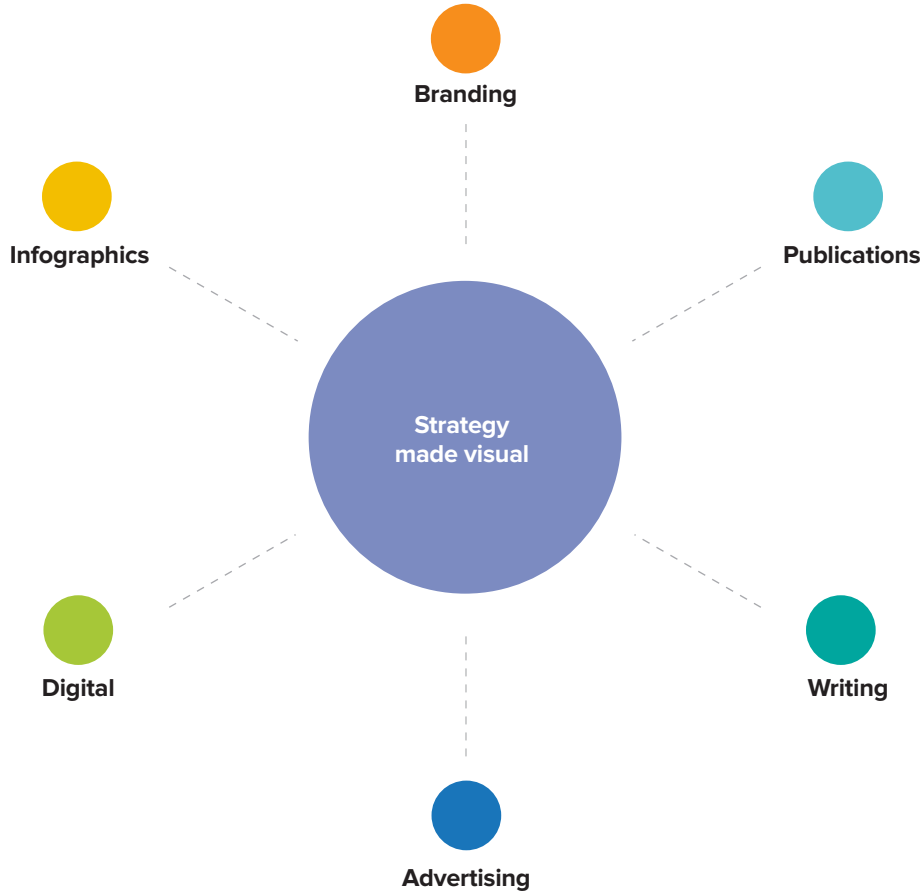 Branding
Infographics
Publications
Strategy
made visual
Digital
Writing
Advertising